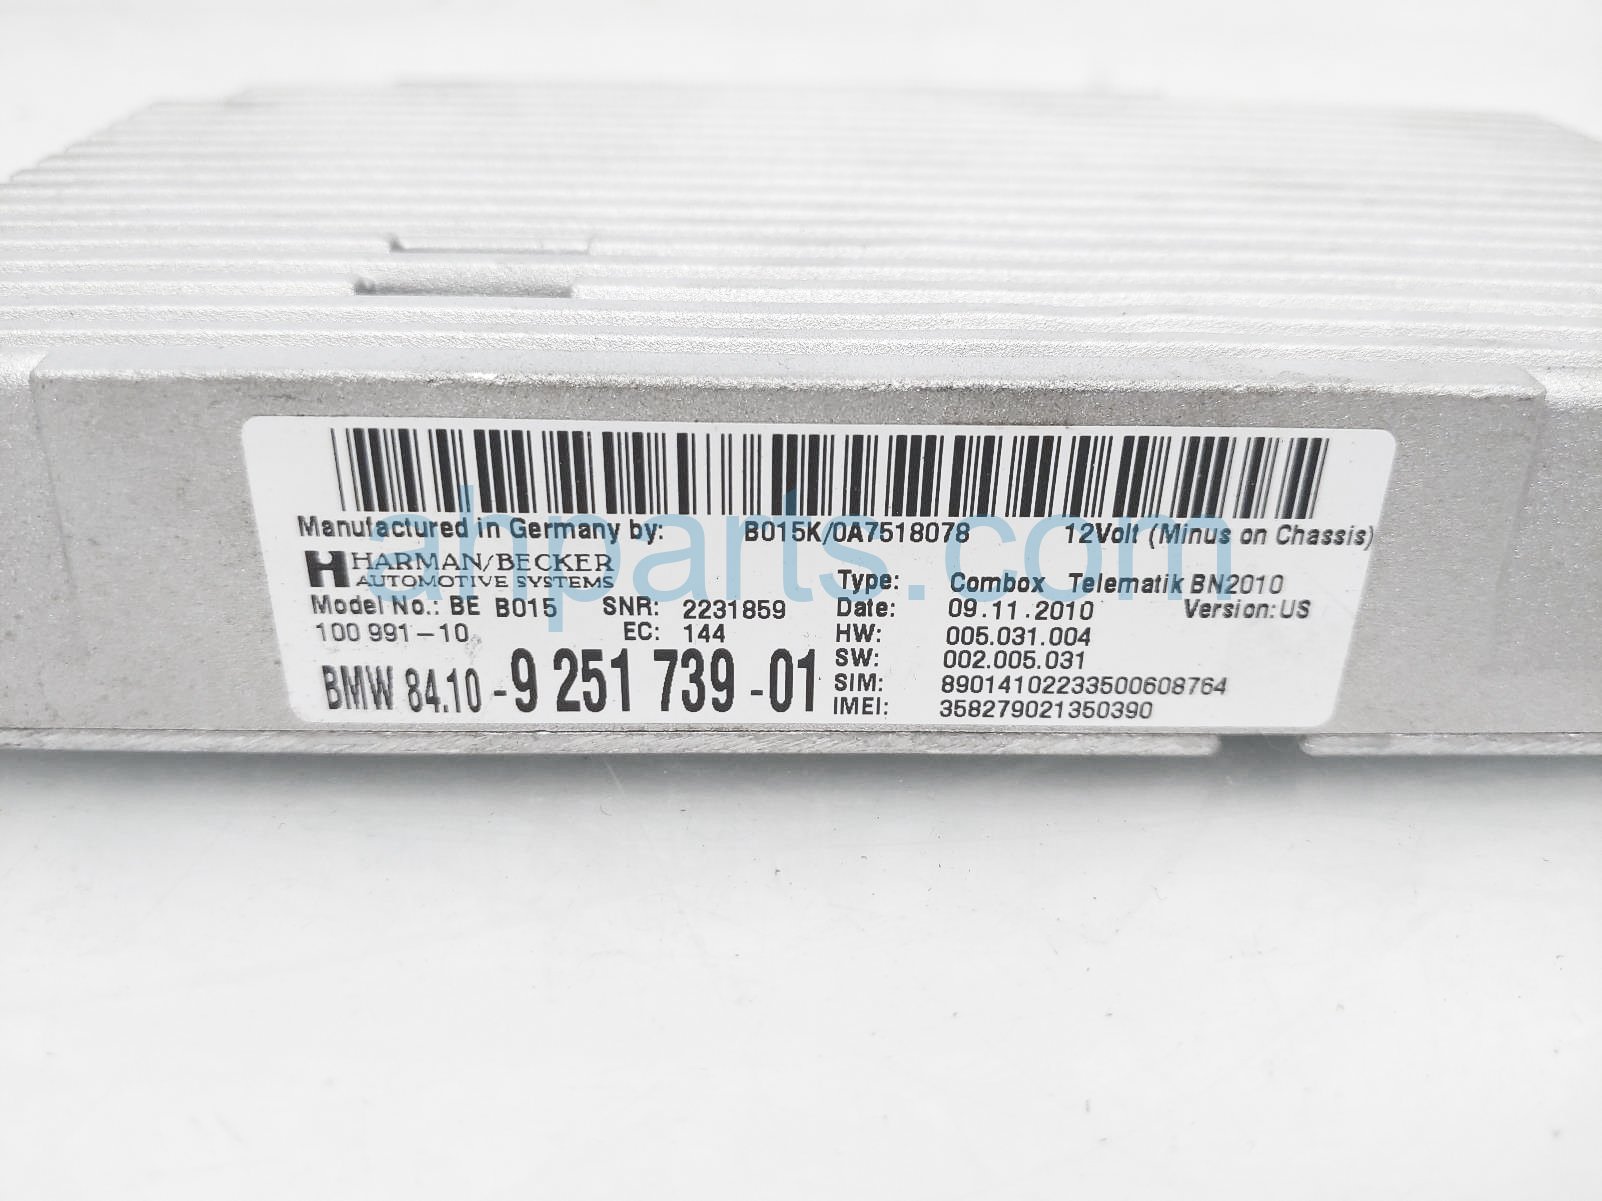 Manufactured in Germany by: B015K/0A7518078 12Volt (Minus on Chassis)
HARMAN/BECKER
AUTOMOTIVE SYSTEMS
Type: Combox Telematik BN2010
Model No.: BE B015 SNR: 2231859 Date: 09.11.2010 Version: US
100 991-10 EC: 144 HW: 005.031.004
SW: 002.005.031
BMW 84.10 - 9 251 739 - 01 SIM: 89014102233500608764
IMEI: 358279021350390
ahparts.com